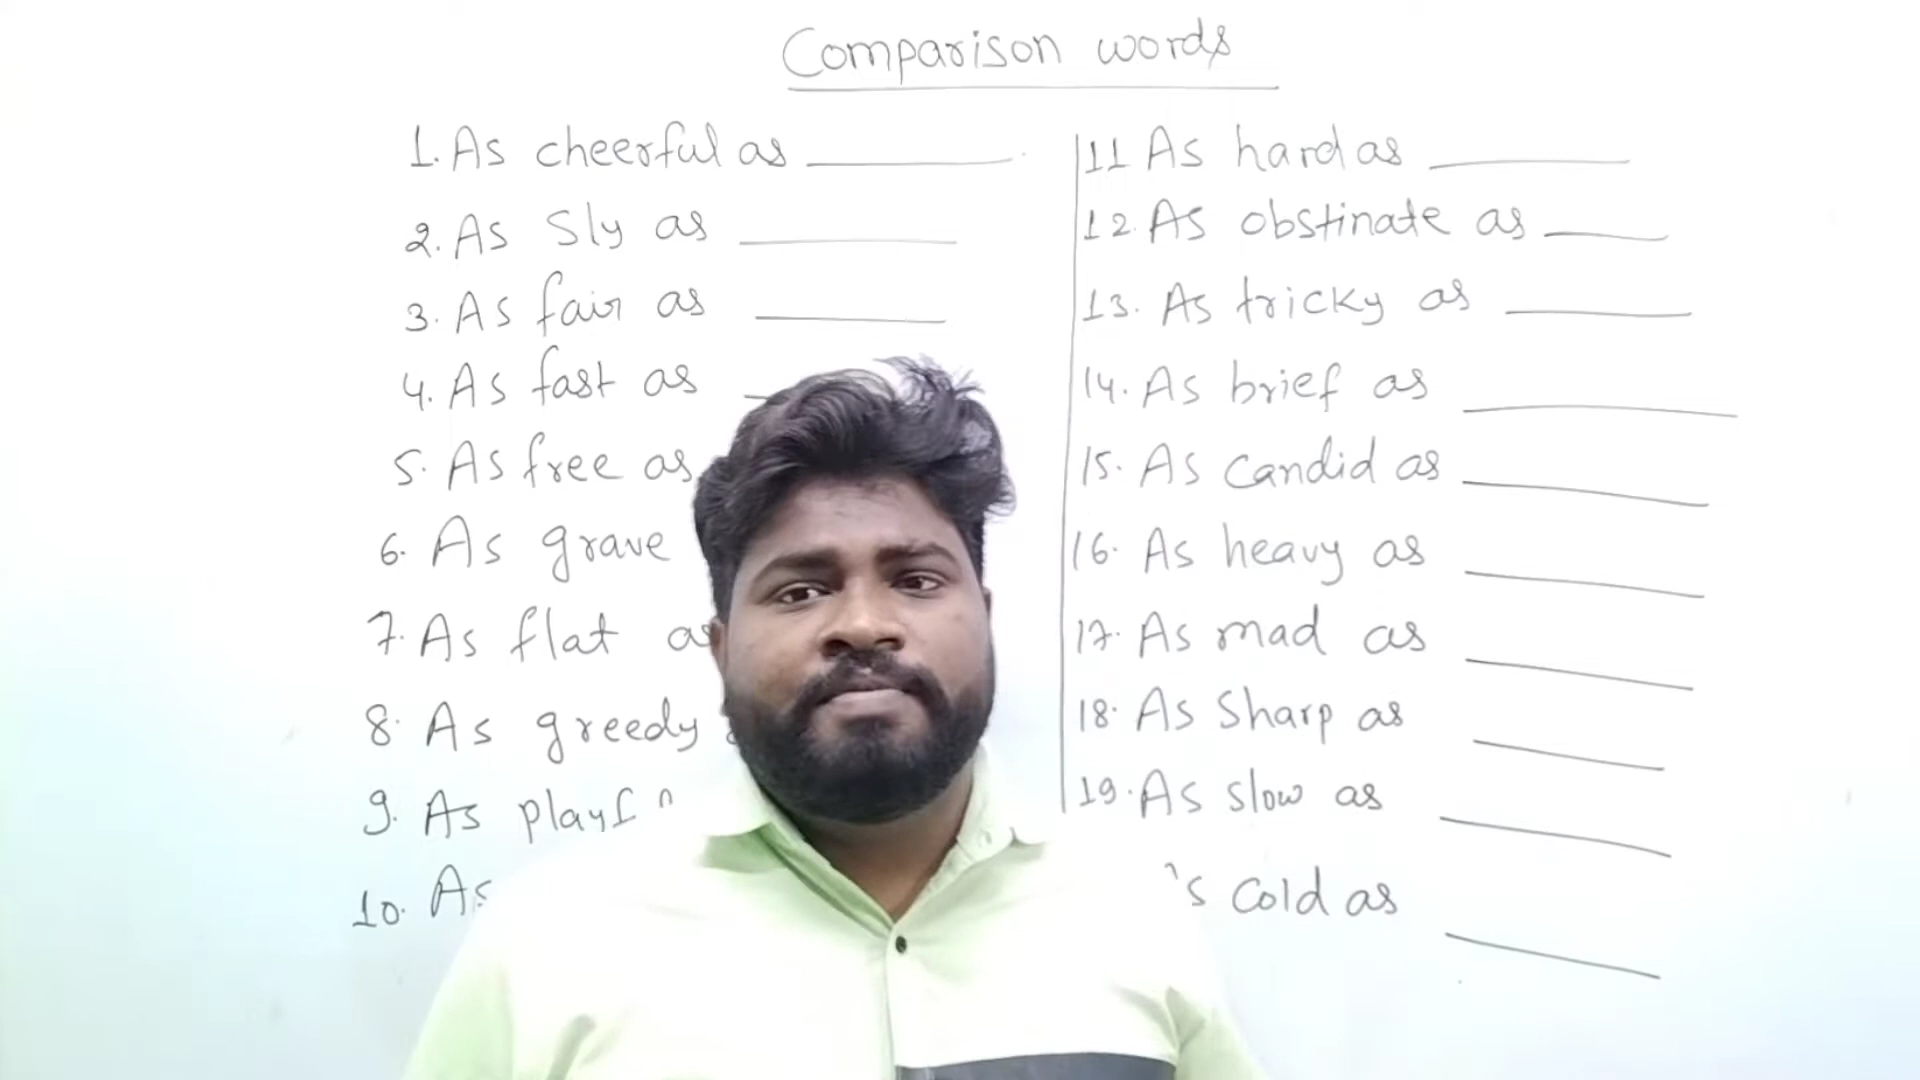 Comparison words
1. As cheerful as
2. As Sly as
3. As fair as
4. As fast as
5. As free as
6. As grave
7. As flat as
8. As greedy
9. As
10. As
11 As hard as
12. As obstinate as
13. As tricky as
14. As brief as
15. As candid as
16. As heavy as
17. As mad as
18. As Sharp as
19. As slow as
cold as